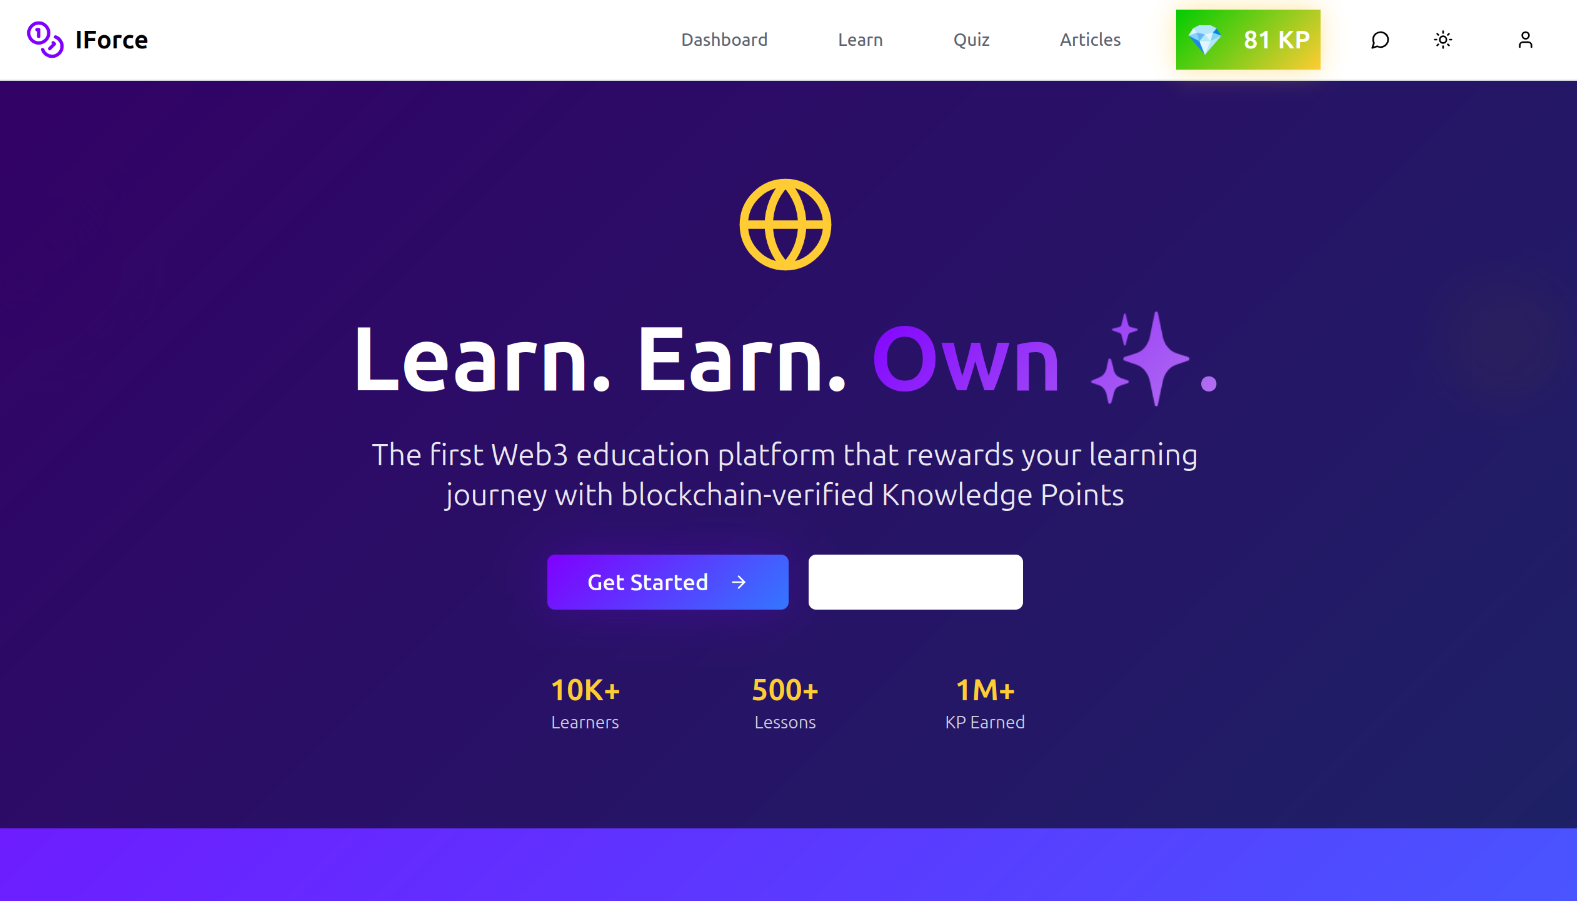 IForce
Dashboard
Learn
Quiz
Articles
💎 81 KP
Learn. Earn. Own ✨.
The first Web3 education platform that rewards your learning
journey with blockchain-verified Knowledge Points
Get Started →
10K+
Learners
500+
Lessons
1M+
KP Earned